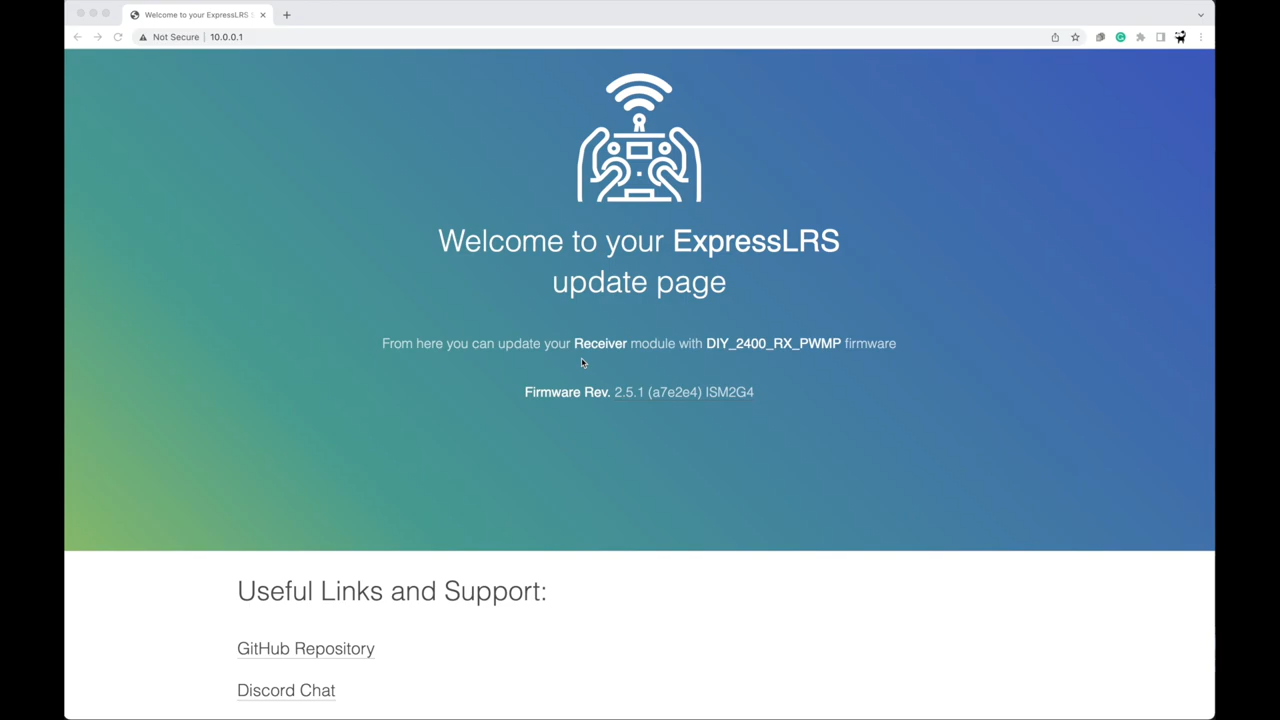 Welcome to your ExpressLRS
Not Secure | 10.0.0.1
Welcome to your ExpressLRS
update page
From here you can update your Receiver module with DIY_2400_RX_PWMP firmware
Firmware Rev. 2.5.1 (a7e2e4) ISM2G4
Useful Links and Support:
GitHub Repository
Discord Chat